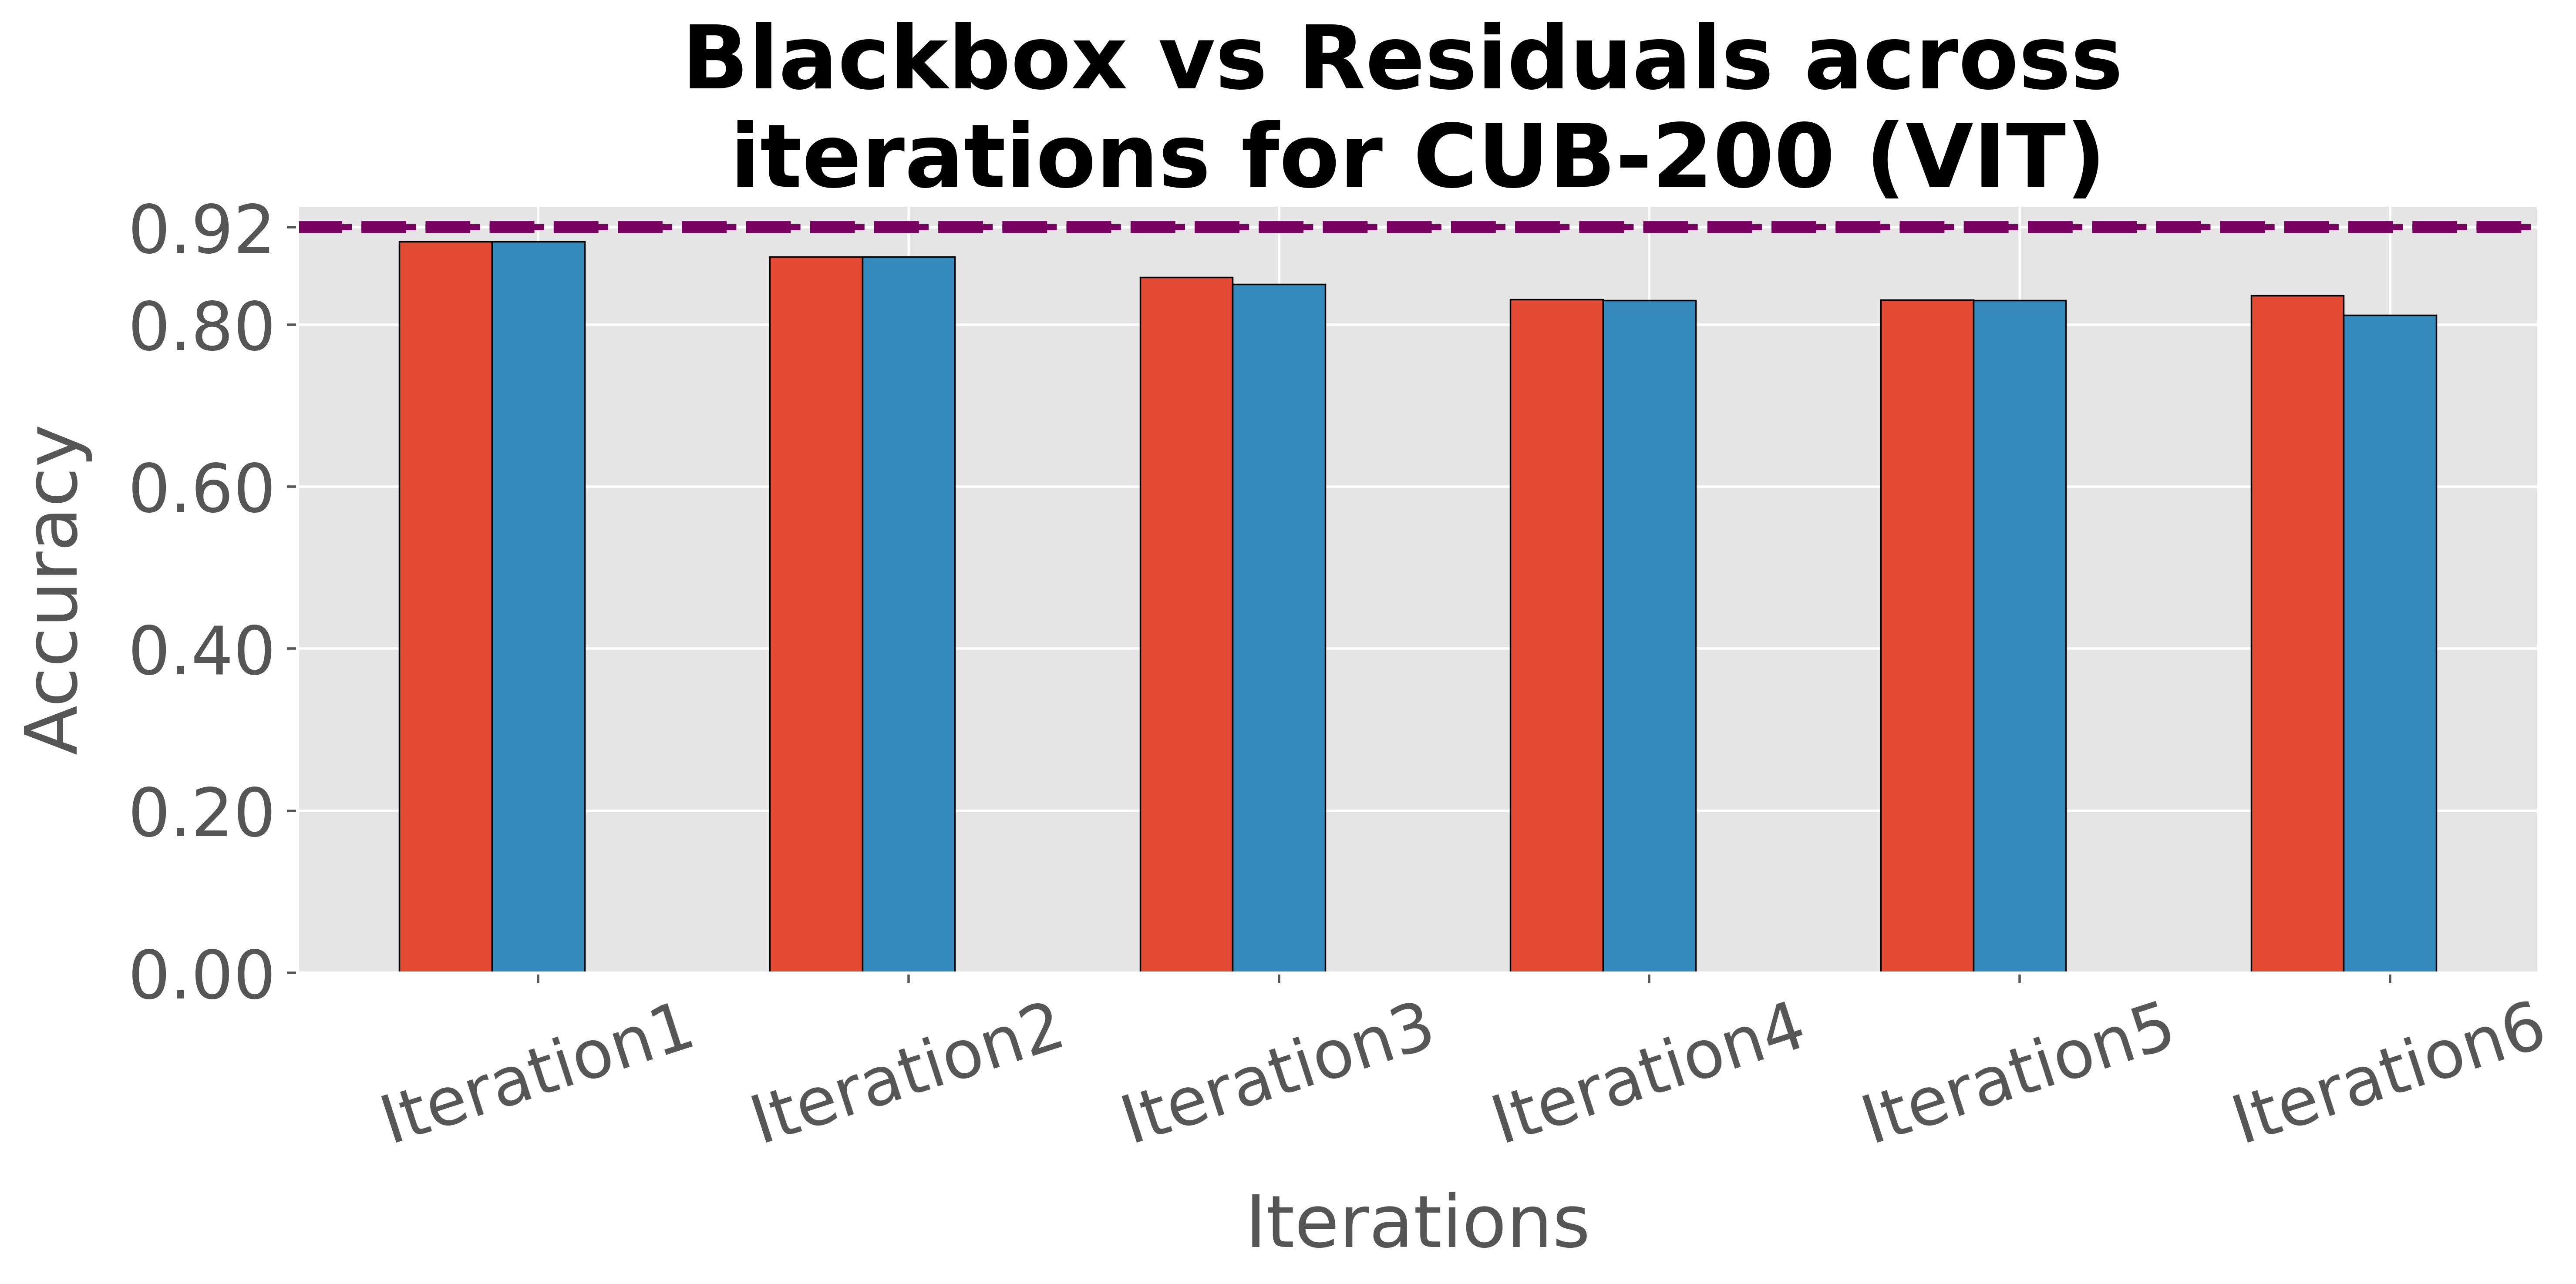 Blackbox vs Residuals across
iterations for CUB-200 (VIT)
0.92
0.80
0.60
0.40
0.20
0.00
Accuracy
Iteration1
Iteration2
Iteration3
Iteration4
Iteration5
Iteration6
Iterations